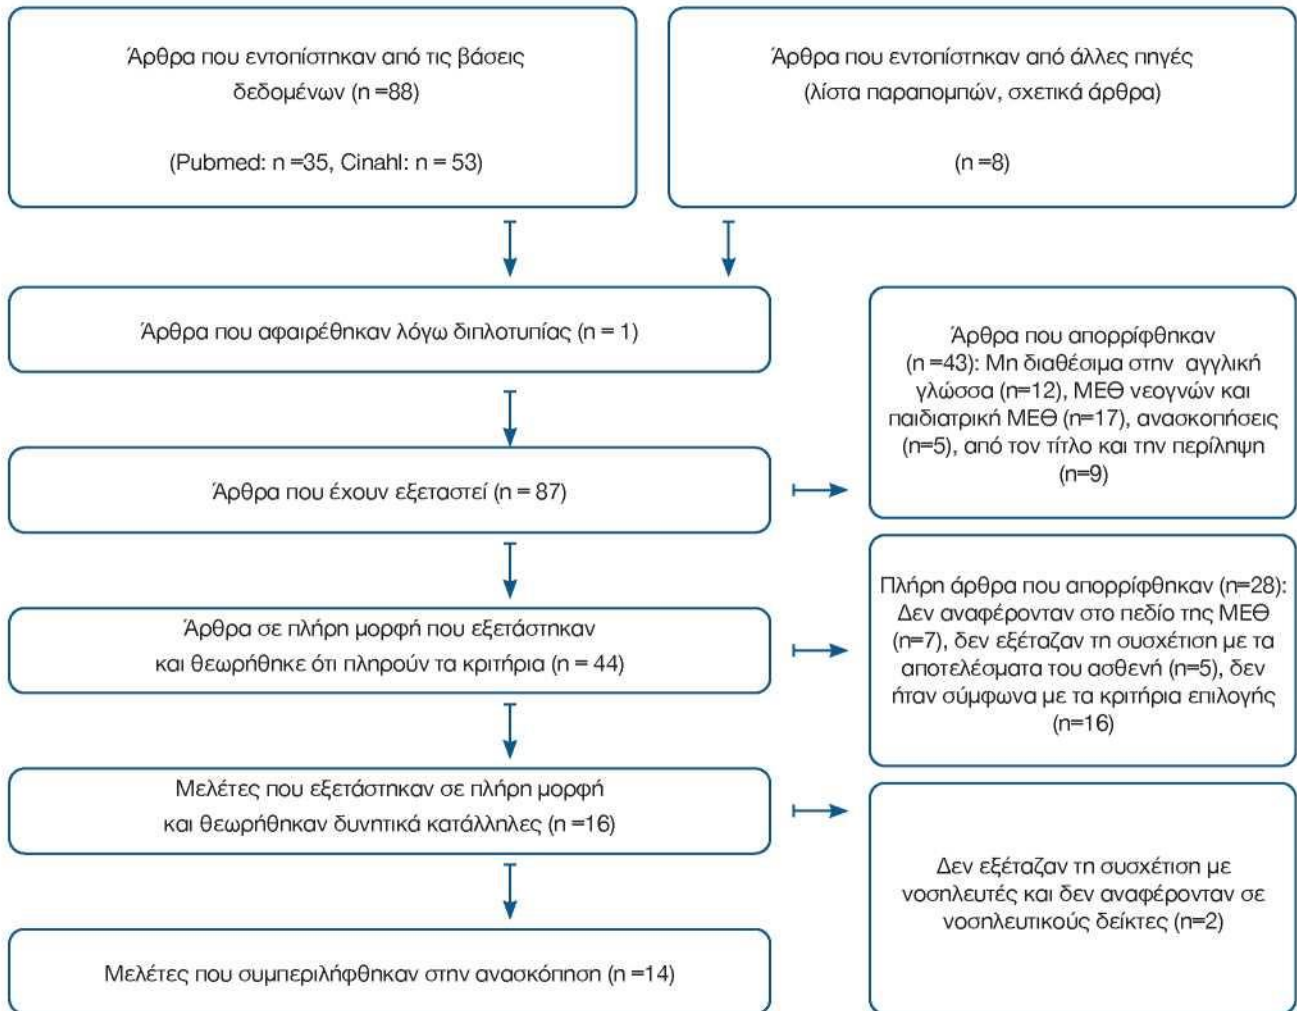 Άρθρα που εντοπίστηκαν από τις βάσεις
δεδομένων (n =88)
(Pubmed: n =35, Cinahl: n = 53)
Άρθρα που εντοπίστηκαν από άλλες πηγές
(λίστα παραπομπών, σχετικά άρθρα)
(n =8)
Άρθρα που αφαιρέθηκαν λόγω διπλοτυπίας (n = 1)
Άρθρα που απορρίφθηκαν
(n =43): Μη διαθέσιμα στην αγγλική
γλώσσα (n=12), ΜΕΘ νεογνών και
παιδιατρική ΜΕΘ (n=17), ανασκοπήσεις
(n=5), από τον τίτλο και την περίληψη
(n=9)
Άρθρα που έχουν εξεταστεί (n = 87)
Άρθρα σε πλήρη μορφή που εξετάστηκαν
και θεωρήθηκε ότι πληρούν τα κριτήρια (n = 44)
Πλήρη άρθρα που απορρίφθηκαν (n=28):
Δεν αναφέρονταν στο πεδίο της ΜΕΘ
(n=7), δεν εξέταζαν τη συσχέτιση με τα
αποτελέσματα του ασθενή (n=5), δεν
ήταν σύμφωνα με τα κριτήρια επιλογής
(n=16)
Μελέτες που εξετάστηκαν σε πλήρη μορφή
και θεωρήθηκαν δυνητικά κατάλληλες (n =16)
Δεν εξέταζαν τη συσχέτιση με
νοσηλευτές και δεν αναφέρονταν σε
νοσηλευτικούς δείκτες (n=2)
Μελέτες που συμπεριλήφθηκαν στην ανασκόπηση (n =14)